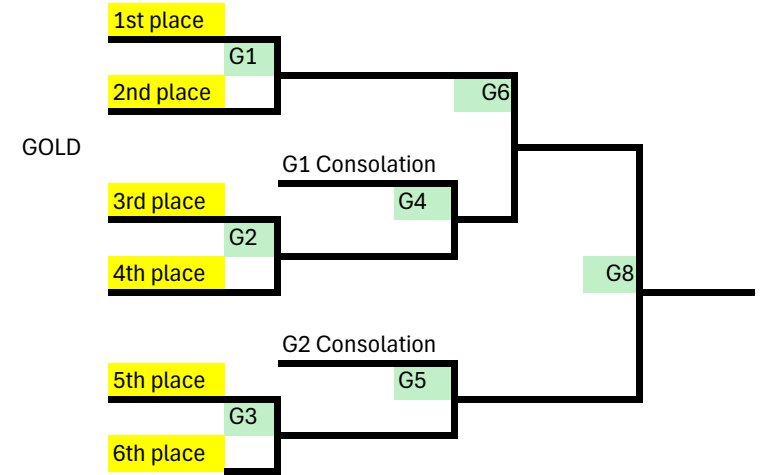 1st place
G1
2nd place
G6
GOLD
G1 Consolation
3rd place
G4
G2
4th place
G8
G2 Consolation
5th place
G5
G3
6th place